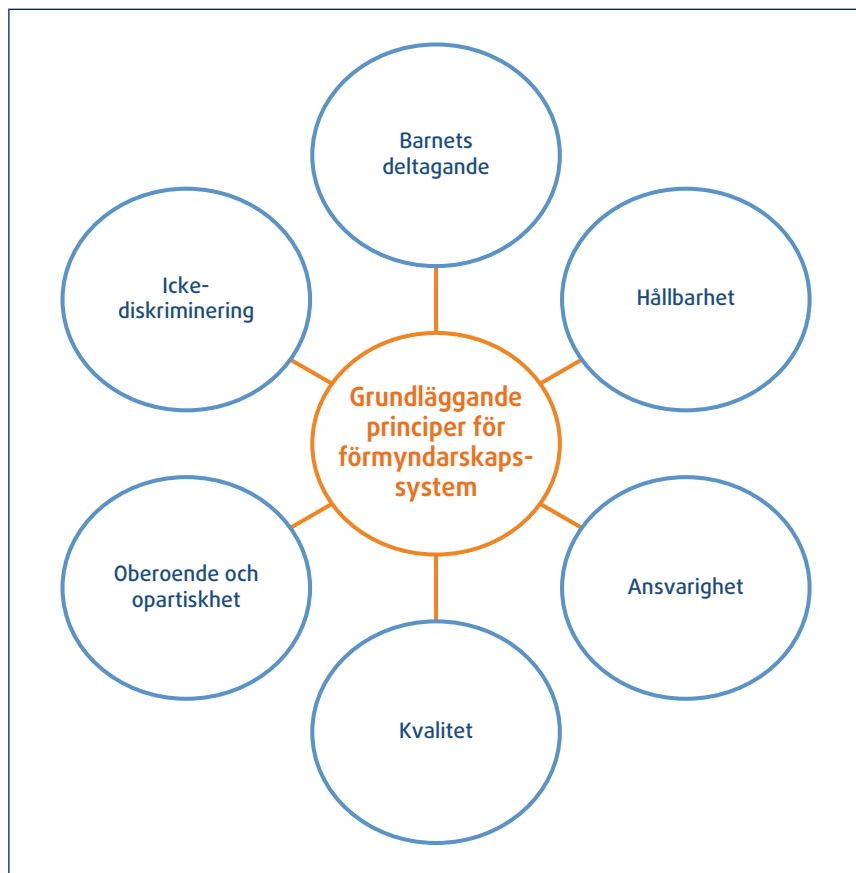 Barnets
deltagande
Icke-
diskriminering
Hållbarhet
Grundläggande
principer för
förmyndarskaps-
system
Oberoende och
opartiskhet
Ansvarighet
Kvalitet